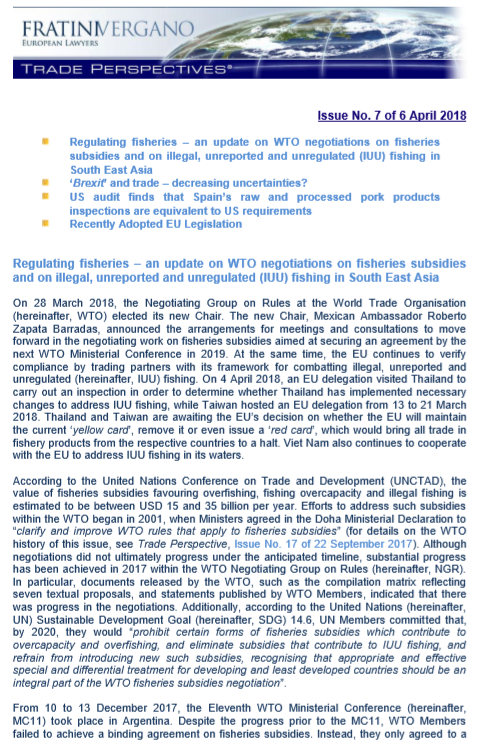 FRATINIVERGANO
EUROPEAN LAWYERS
TRADE PERSPECTIVES®
Issue No. 7 of 6 April 2018
Regulating fisheries – an update on WTO negotiations on fisheries
subsidies and on illegal, unreported and unregulated (IUU) fishing in
South East Asia
‘Brexit’ and trade – decreasing uncertainties?
US audit finds that Spain’s raw and processed pork products
inspections are equivalent to US requirements
Recently Adopted EU Legislation
Regulating fisheries – an update on WTO negotiations on fisheries subsidies
and on illegal, unreported and unregulated (IUU) fishing in South East Asia
On 28 March 2018, the Negotiating Group on Rules at the World Trade Organisation
(hereinafter, WTO) elected its new Chair. The new Chair, Mexican Ambassador Roberto
Zapata Barradas, announced the arrangements for meetings and consultations to move
forward in the negotiating work on fisheries subsidies aimed at securing an agreement by the
next WTO Ministerial Conference in 2019. At the same time, the EU continues to verify
compliance by trading partners with its framework for combatting illegal, unreported and
unregulated (hereinafter, IUU) fishing. On 4 April 2018, an EU delegation visited Thailand to
carry out an inspection in order to determine whether Thailand has implemented necessary
changes to address IUU fishing, while Taiwan hosted an EU delegation from 13 to 21 March
2018. Thailand and Taiwan are awaiting the EU’s decision on whether the EU will maintain
the current ‘yellow card’, remove it or even issue a ‘red card’, which would bring all trade in
fishery products from the respective countries to a halt. Viet Nam also continues to cooperate
with the EU to address IUU fishing in its waters.
According to the United Nations Conference on Trade and Development (UNCTAD), the
value of fisheries subsidies favouring overfishing, fishing overcapacity and illegal fishing is
estimated to be between USD 15 and 35 billion per year. Efforts to address such subsidies
within the WTO began in 2001, when Ministers agreed in the Doha Ministerial Declaration to
“clarify and improve WTO rules that apply to fisheries subsidies” (for details on the WTO
history of this issue, see Trade Perspective, Issue No. 17 of 22 September 2017). Although
negotiations did not ultimately progress under the anticipated timeline, substantial progress
has been achieved in 2017 within the WTO Negotiating Group on Rules (hereinafter, NGR).
In particular, documents released by the WTO, such as the compilation matrix reflecting
seven textual proposals, and statements published by WTO Members, indicated that there
was progress in the negotiations. Additionally, according to the United Nations (hereinafter,
UN) Sustainable Development Goal (hereinafter, SDG) 14.6, UN Members committed that,
by 2020, they would “prohibit certain forms of fisheries subsidies which contribute to
overcapacity and overfishing, and eliminate subsidies that contribute to IUU fishing, and
refrain from introducing new such subsidies, recognising that appropriate and effective
special and differential treatment for developing and least developed countries should be an
integral part of the WTO fisheries subsidies negotiation”.
From 10 to 13 December 2017, the Eleventh WTO Ministerial Conference (hereinafter,
MC11) took place in Argentina. Despite the progress prior to the MC11, WTO Members
failed to achieve a binding agreement on fisheries subsidies. Instead, they only agreed to a